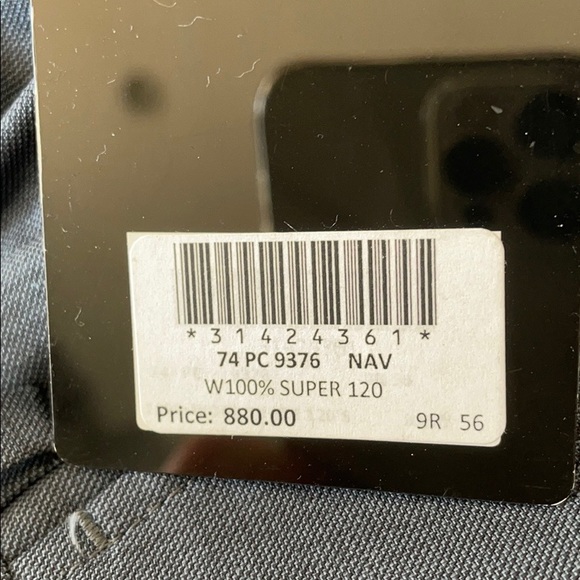 *31424361*
74 PC 9376 NAV
W100% SUPER 120
Price: 880.00 9R 56